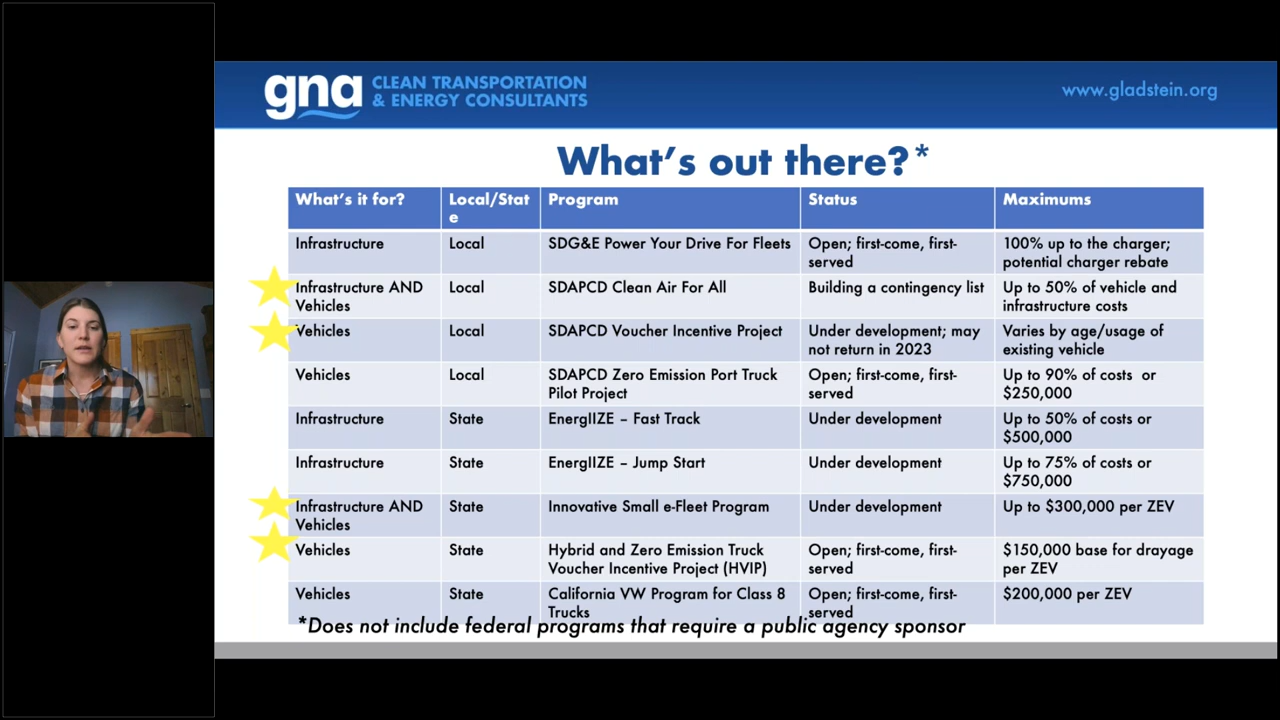 gna CLEAN TRANSPORTATION
& ENERGY CONSULTANTS
www.gladstein.org
What's out there?*
What's it for? Local/Stat Program Status Maximums
e
Infrastructure Local SDG&E Power Your Drive For Fleets Open; first-come, first- 100% up to the charger;
served potential charger rebate
Infrastructure AND Local SDAPCD Clean Air For All Building a contingency list Up to 50% of vehicle and
Vehicles infrastructure costs
Vehicles Local SDAPCD Voucher Incentive Project Under development; may Varies by age/usage of
not return in 2023 existing vehicle
Vehicles Local SDAPCD Zero Emission Port Truck Open; first-come, first- Up to 90% of costs or
Pilot Project served $250,000
Infrastructure State EnergIIZE – Fast Track Under development Up to 50% of costs or
$500,000
Infrastructure State EnergIIZE – Jump Start Under development Up to 75% of costs or
$750,000
Infrastructure AND State Innovative Small e-Fleet Program Under development Up to $300,000 per ZEV
Vehicles
Vehicles State Hybrid and Zero Emission Truck Open; first-come, first- $150,000 base for drayage
Voucher Incentive Project (HVIP) served per ZEV
Vehicles State California VW Program for Class 8 Open; first-come, first- $200,000 per ZEV
Trucks served
*Does not include federal programs that require a public agency sponsor